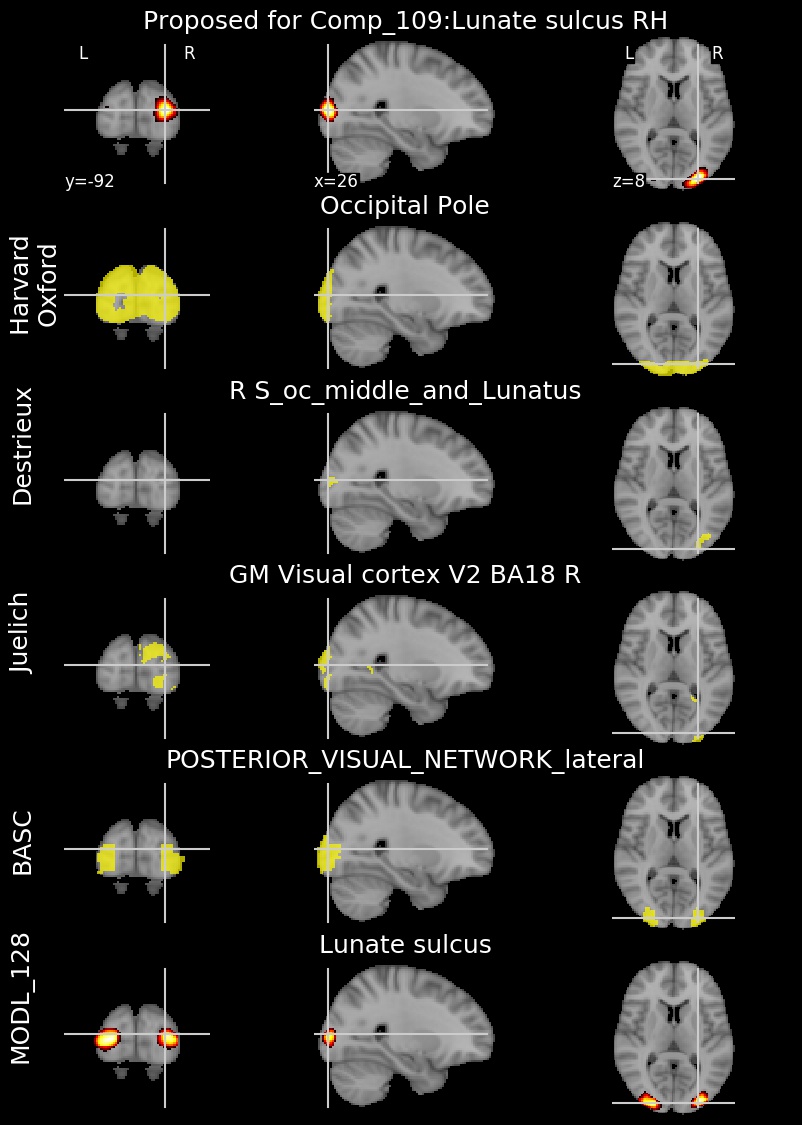 Proposed for Comp_109:Lunate sulcus RH
L R L R
y=-92 x=26 z=8
Occipital Pole
Harvard
Oxford
R S_oc_middle_and_Lunatus
Destrieux
GM Visual cortex V2 BA18 R
Juelich
POSTERIOR_VISUAL_NETWORK_lateral
BASC
Lunate sulcus
MODL_128